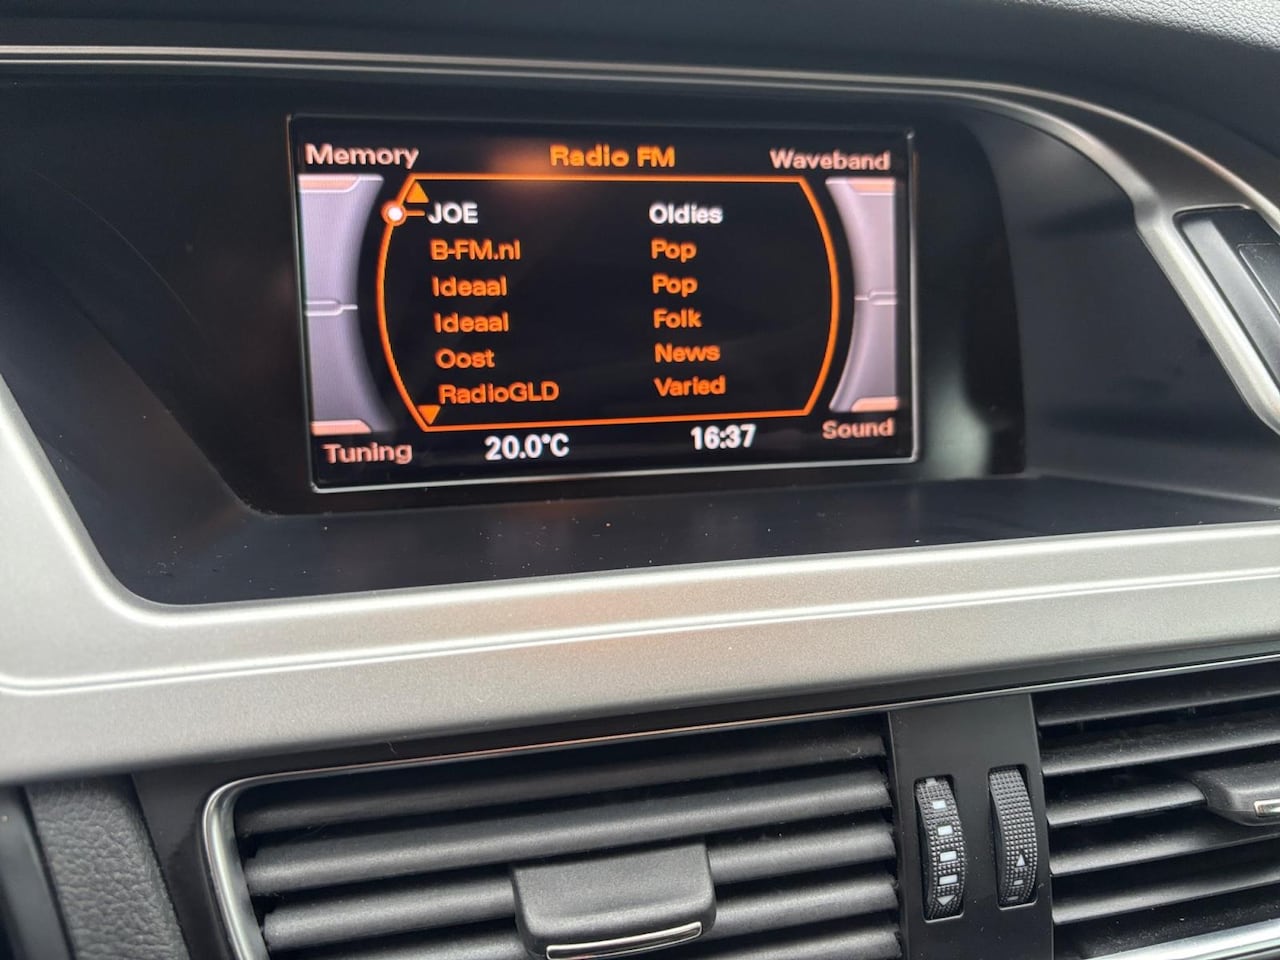 Memory Radio FM Waveband
JOE Oldies
B-FM.nl Pop
Ideaal Pop
Ideaal Folk
Oost News
RadioGLD Varied
Tuning 20.0°C 16:37 Sound